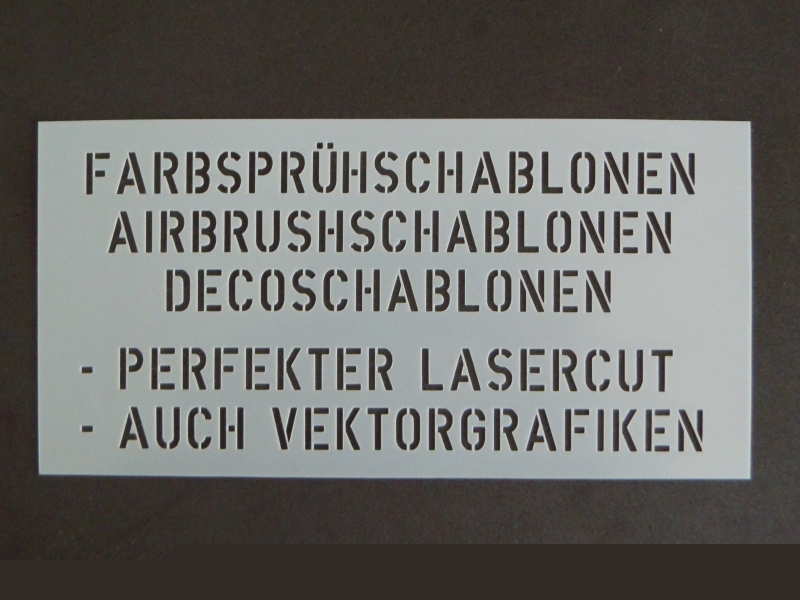 FARBSPRÜHSCHABLONEN
AIRBRUSHSCHABLONEN
DECOSCHABLONEN
- PERFEKTER LASERCUT
- AUCH VEKTORGRAFIKEN